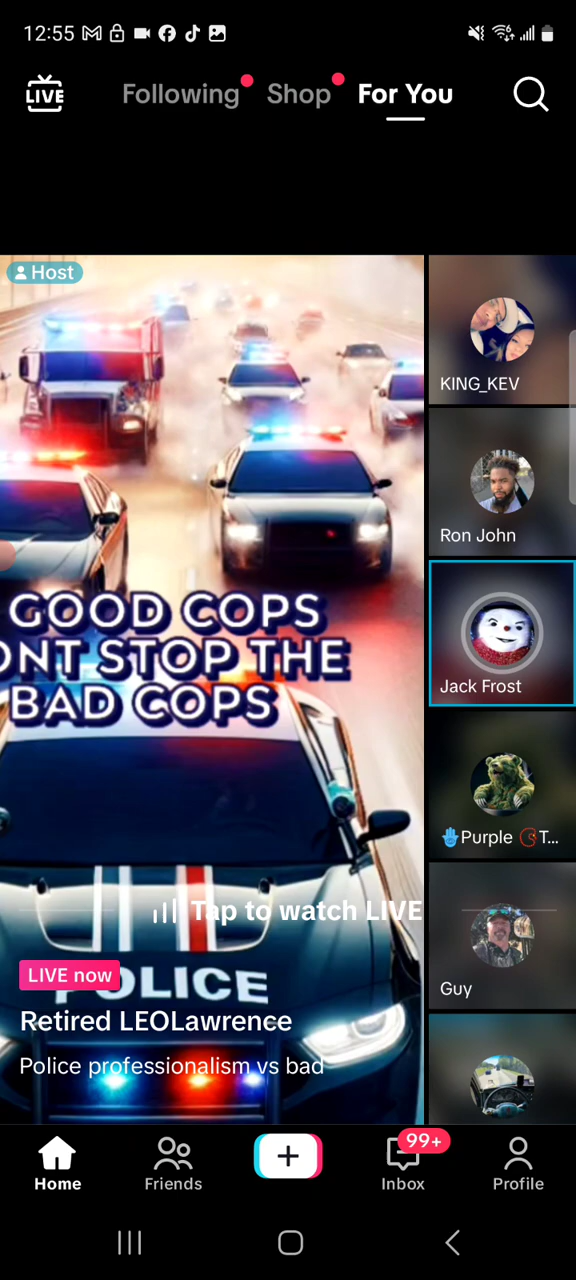 12:55
LIVE
Following
Shop
For You
Host
KING_KEV
Ron John
GOOD COPS
ONT STOP THE
BAD COPS
Jack Frost
Purple
T...
Tap to watch LIVE
LIVE now
POLICE
Guy
Retired LEOLawrence
Police professionalism vs bad
99+
Home
Friends
Inbox
Profile